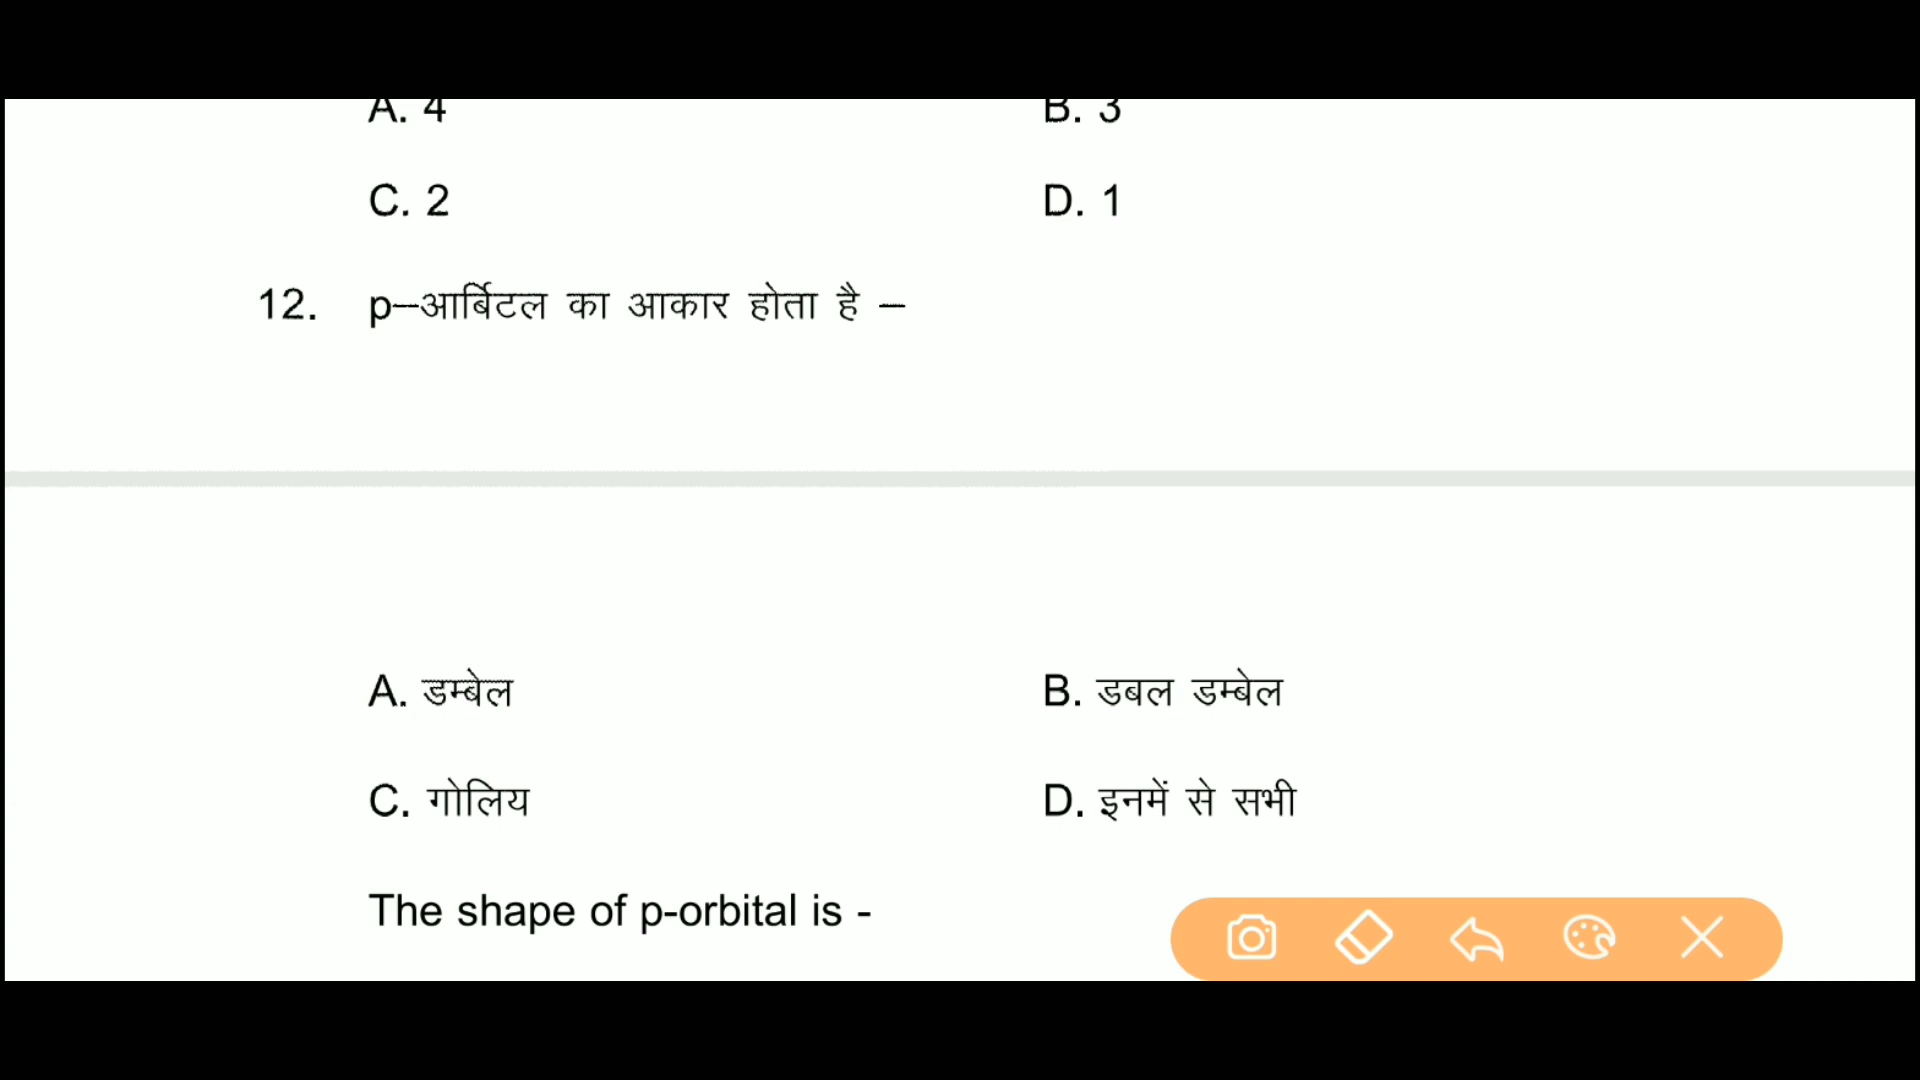 A. 4 B. 3
C. 2 D. 1
12. p–आर्बिटल का आकार होता है –
A. डम्बेल B. डबल डम्बेल
C. गोलिय D. इनमें से सभी
The shape of p-orbital is -